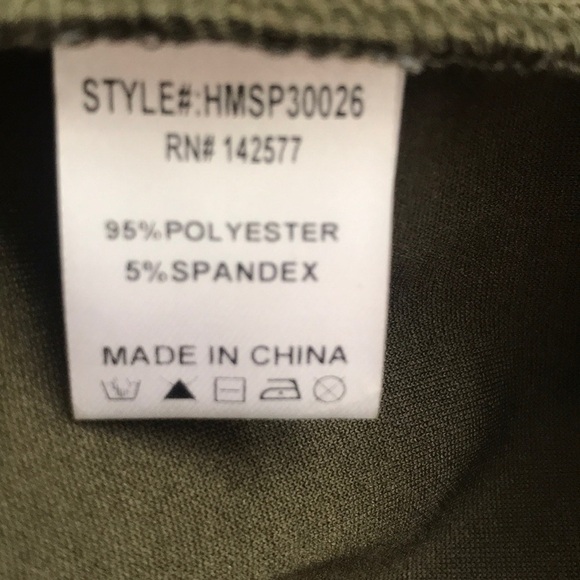 STYLE#:HMSP30026
RN# 142577
95%POLYESTER
5%SPANDEX
MADE IN CHINA